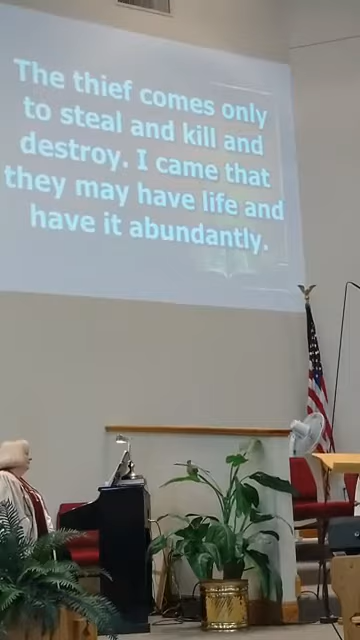 The thief comes only
to steal and kill and
destroy. I came that
they may have life and
have it abundantly.